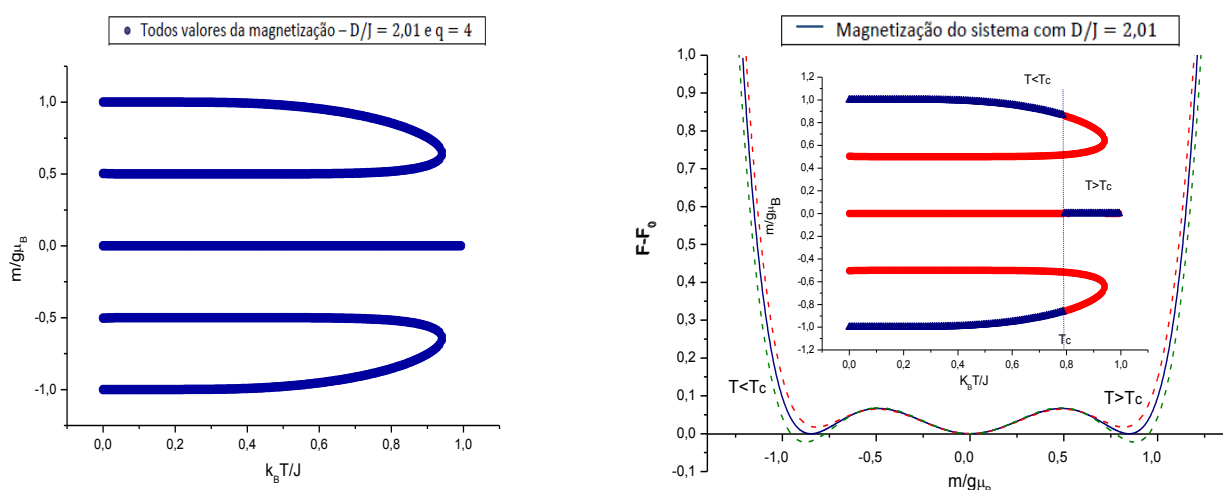 Todos valores da magnetização – D/J = 2,01 e q = 4
1,0
0,5
0,0
-0,5
-1,0
m/gμB
0,0 0,2 0,4 0,6 0,8 1,0
kBT/J
Magnetização do sistema com D/J = 2,01
1,0
0,9
0,8
0,7
0,6
0,5
0,4
0,3
0,2
0,1
0,0
-0,1
F-F0
-1,0 -0,5 0,0 0,5 1,0
m/gμB
T<Tc
T>Tc
1,2
1,0
0,8
0,6
0,4
0,2
0,0
-0,2
-0,4
-0,6
-0,8
-1,0
-1,2
m/gμB
T<Tc
T>Tc
Tc
0,0 0,2 0,4 0,6 0,8 1,0
KBT/J